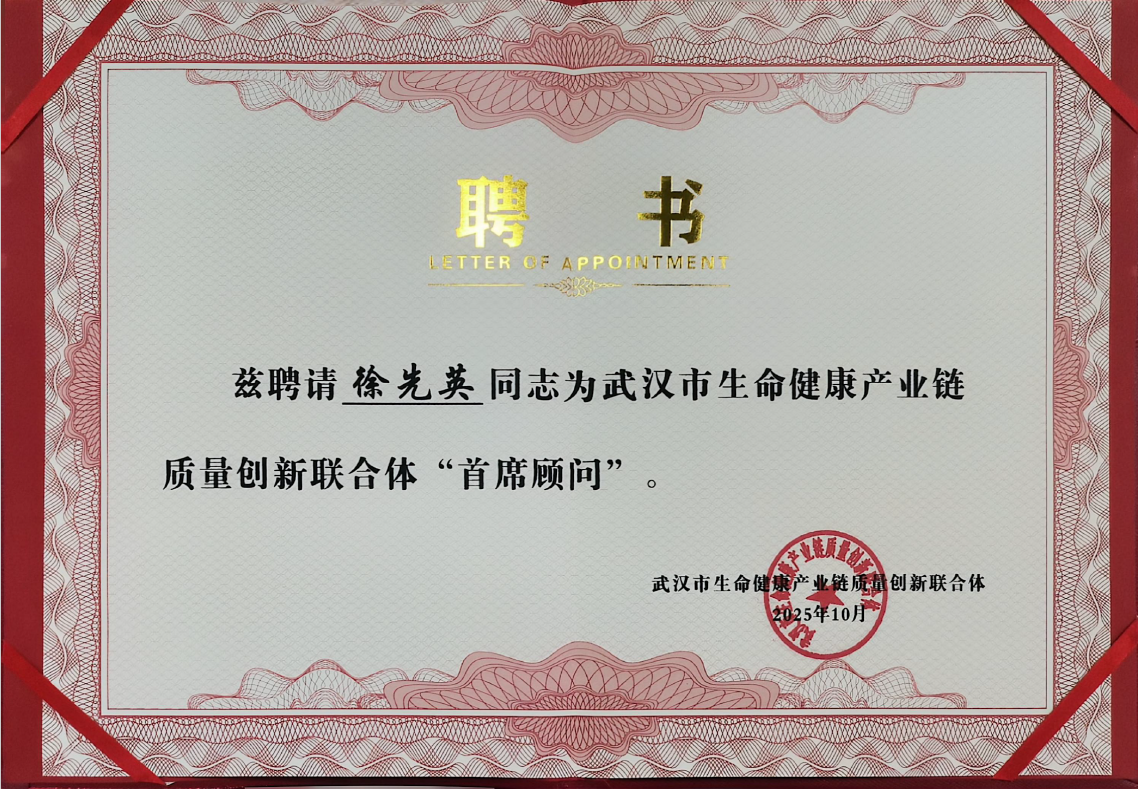 聘 书
LETTER OF APPOINTMENT
兹聘请 徐先英 同志为武汉市生命健康产业链
质量创新联合体“首席顾问”。
武汉市生命健康产业链质量创新联合体
2025年10月